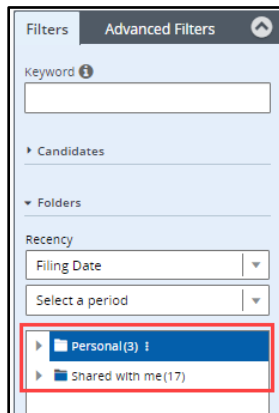 Filters Advanced Filters
Keyword
Candidates
Folders
Recency
Filing Date
Select a period
Personal(3)
Shared with me(17)